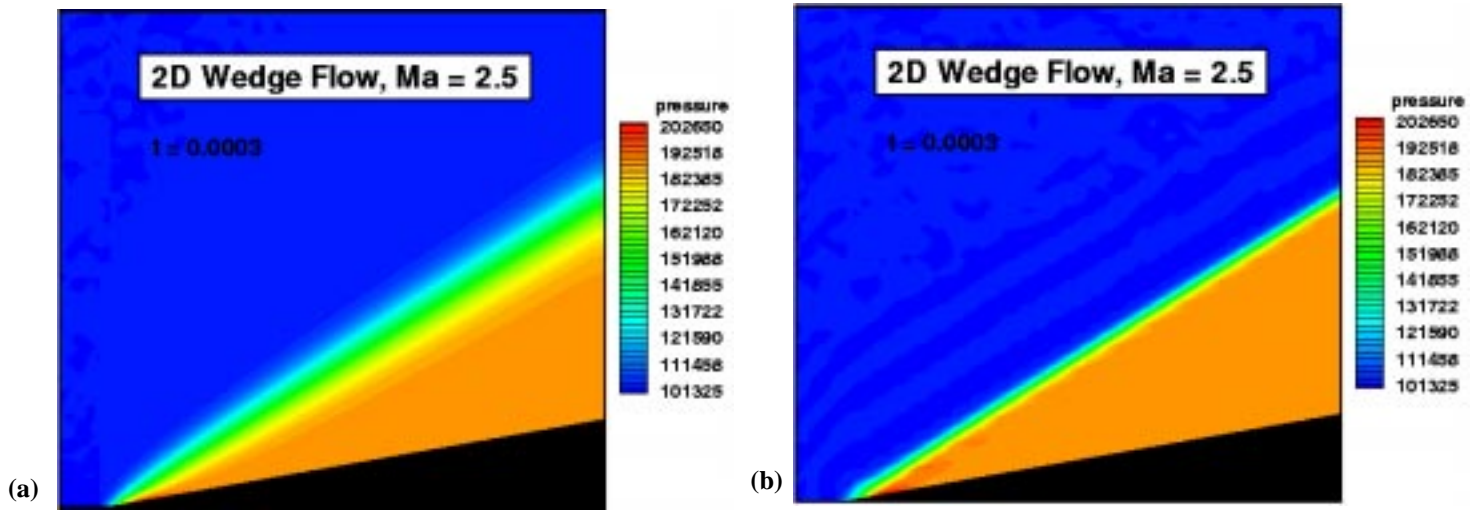 2D Wedge Flow, Ma = 2.5
t = 0.0003
pressure
202650
192518
182385
172252
162120
151988
141855
131722
121590
111458
101325
(a)
2D Wedge Flow, Ma = 2.5
t = 0.0003
pressure
202650
192518
182385
172252
162120
151988
141855
131722
121590
111458
101325
(b)